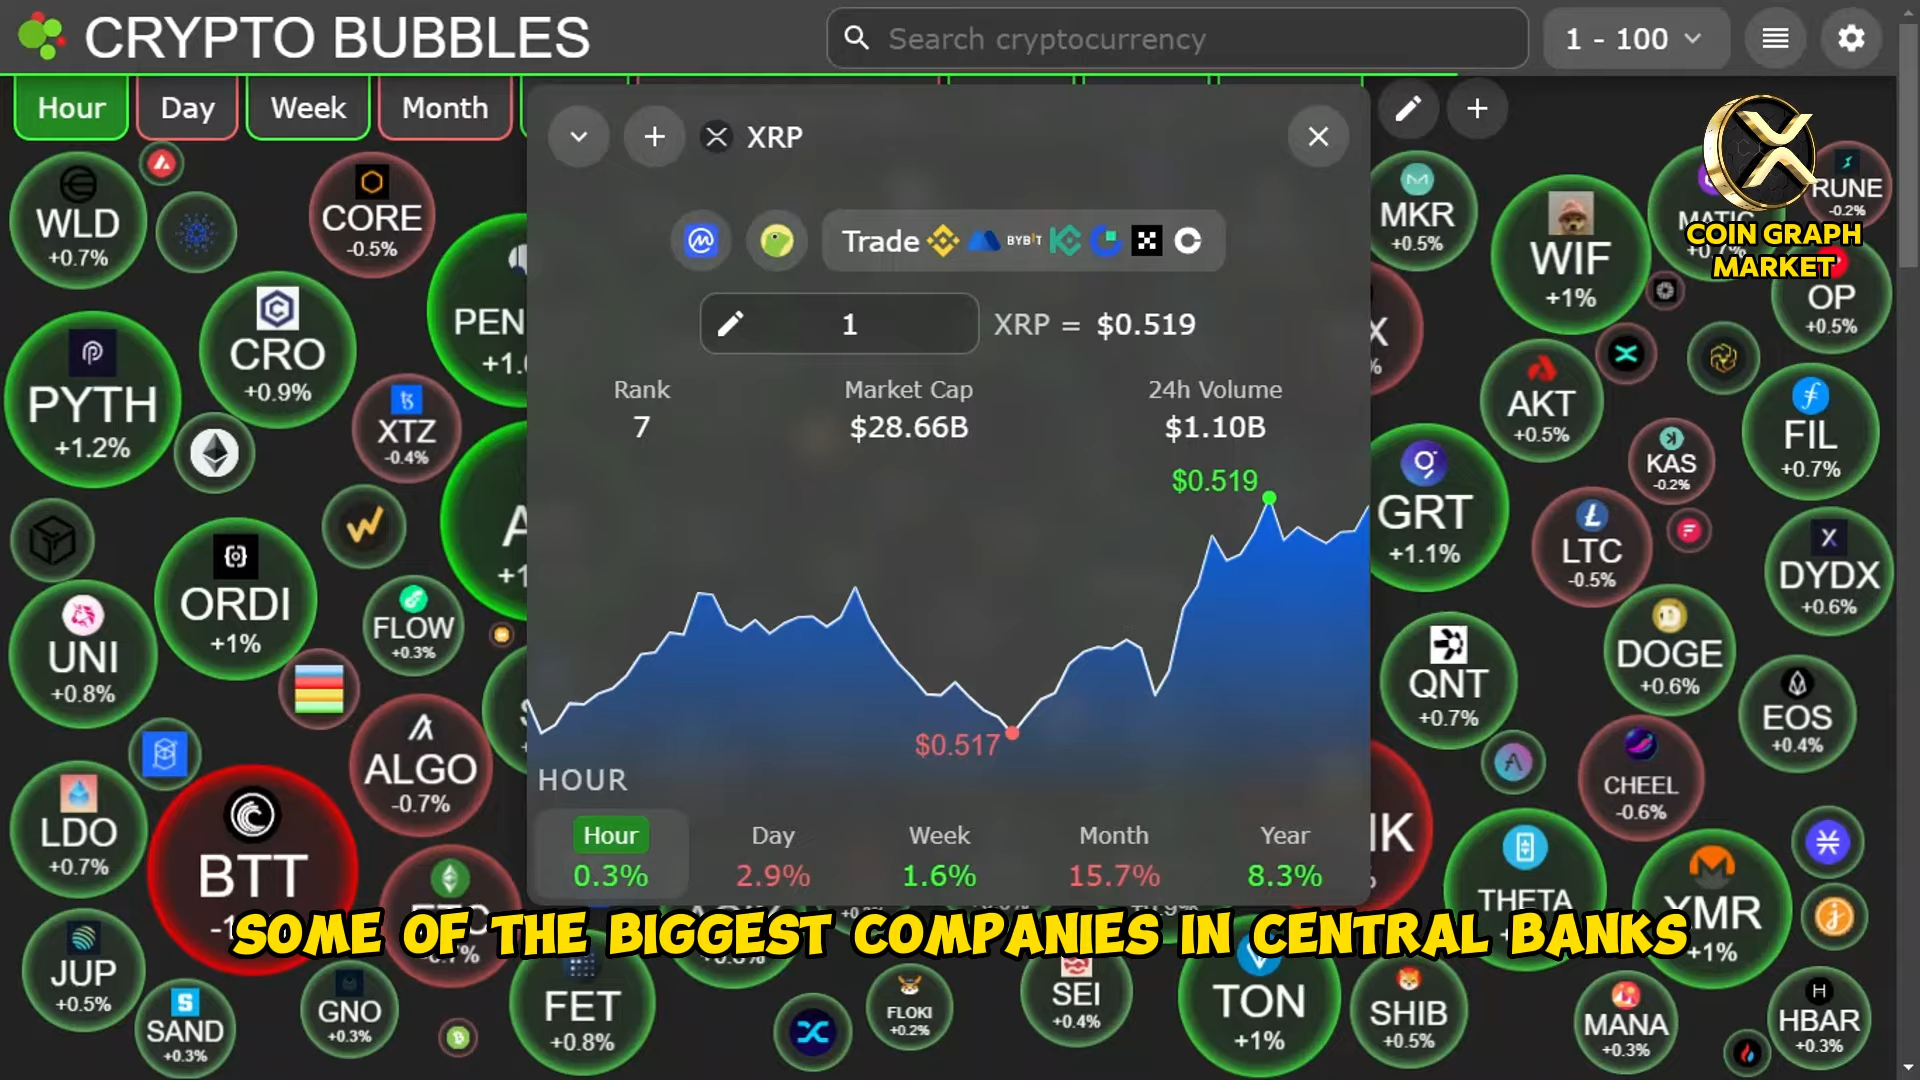 CRYPTO BUBBLES
Search cryptocurrency
1 - 100
Hour
Day
Week
Month
XRP
Trade
BYBIT
1
XRP = $0.519
Rank
Market Cap
24h Volume
7
$28.66B
$1.10B
$0.519
$0.517
HOUR
Hour
Day
Week
Month
Year
0.3%
2.9%
1.6%
15.7%
8.3%
COIN GRAPH
MARKET
SOME OF THE BIGGEST COMPANIES IN CENTRAL BANKS
WLD
+0.7%
CORE
-0.5%
PEN
+1.
CRO
+0.9%
PYTH
+1.2%
XTZ
-0.4%
ORDI
+1%
FLOW
+0.3%
UNI
+0.8%
ALGO
-0.7%
LDO
+0.7%
BTT
JUP
+0.5%
SAND
+0.3%
GNO
+0.3%
FET
+0.8%
FLOKI
+0.2%
SEI
+0.4%
TON
+1%
SHIB
+0.5%
MANA
+0.3%
HBAR
+0.3%
MKR
+0.5%
WIF
+1%
MATIC
RUNE
-0.2%
OP
+0.5%
AKT
+0.5%
FIL
+0.7%
KAS
-0.2%
GRT
+1.1%
LTC
-0.5%
DYDX
+0.6%
DOGE
+0.6%
QNT
+0.7%
EOS
+0.4%
CHEEL
-0.6%
THETA
XMR
+1%